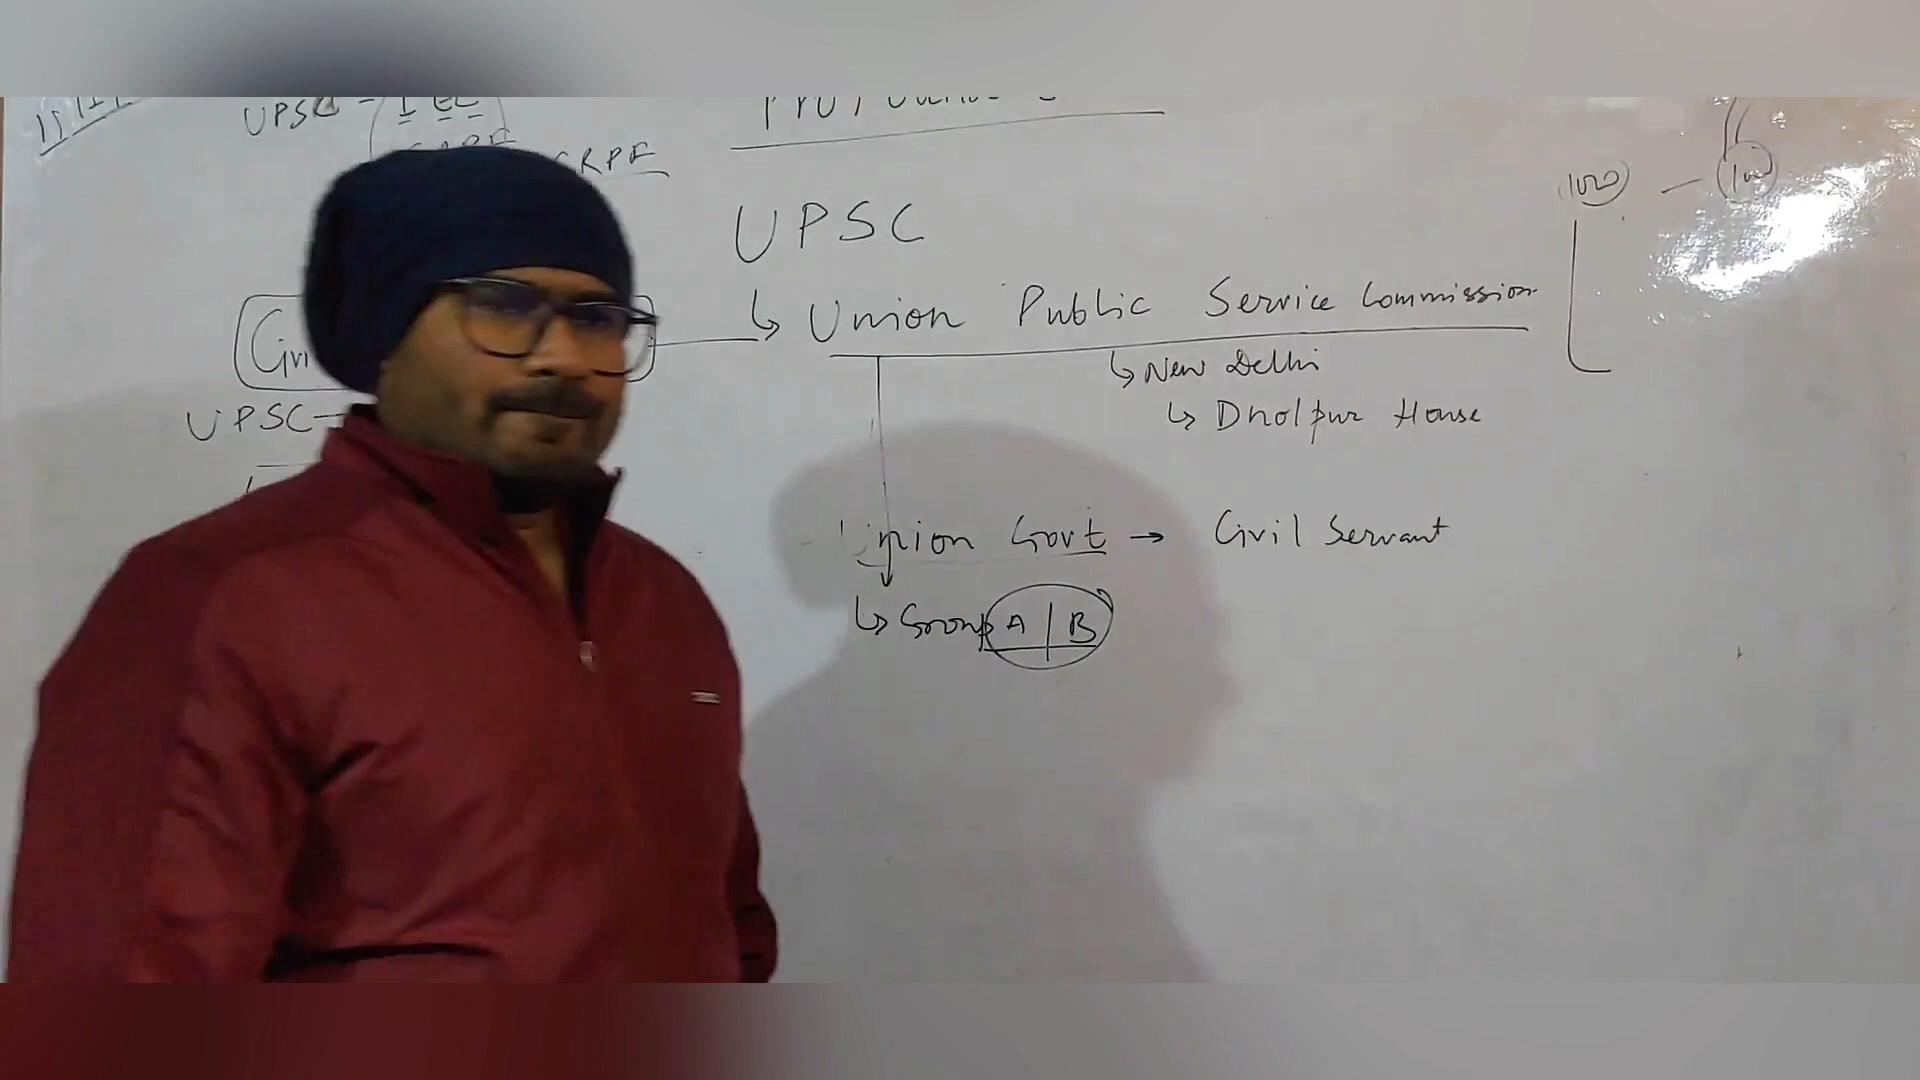 UPSC -
CRPF
UPSC
↳ Union Public Service Commission
↳ New Delhi
↳ Dholpur House
UPSC -
Union Govt → Civil Servant
↳ Group A | B